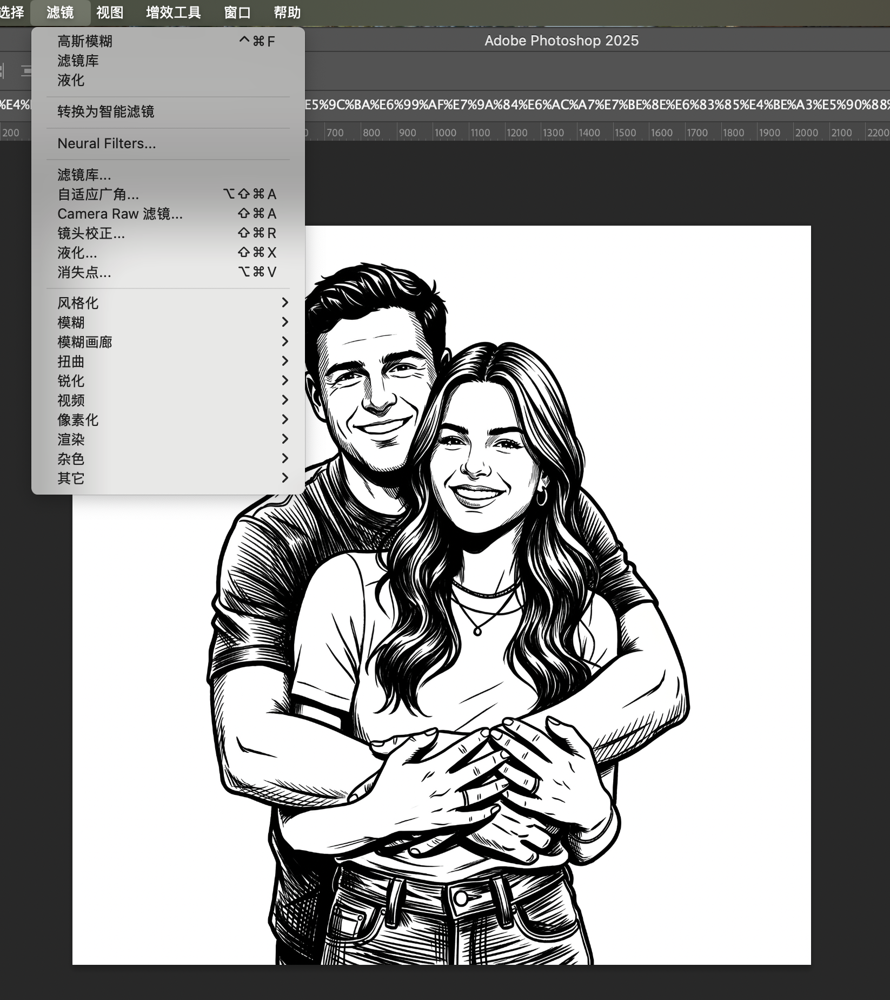 选择 滤镜 视图 增效工具 窗口 帮助
Adobe Photoshop 2025
高斯模糊 ^⌘F
滤镜库
液化
转换为智能滤镜
Neural Filters...
滤镜库...
自适应广角... ⌥⇧⌘A
Camera Raw 滤镜... ⇧⌘A
镜头校正... ⇧⌘R
液化... ⇧⌘X
消失点... ⌥⌘V
风格化
模糊
模糊画廊
扭曲
锐化
视频
像素化
渲染
杂色
其它
%E4% E5%9C%BA%E6%99%AF%E7%9A%84%E6%AC%A7%E7%BE%8E%E6%83%85%E4%BE%A3%E5%90%88%
200 700 800 900 1000 1100 1200 1300 1400 1500 1600 1700 1800 1900 2000 2100 2200